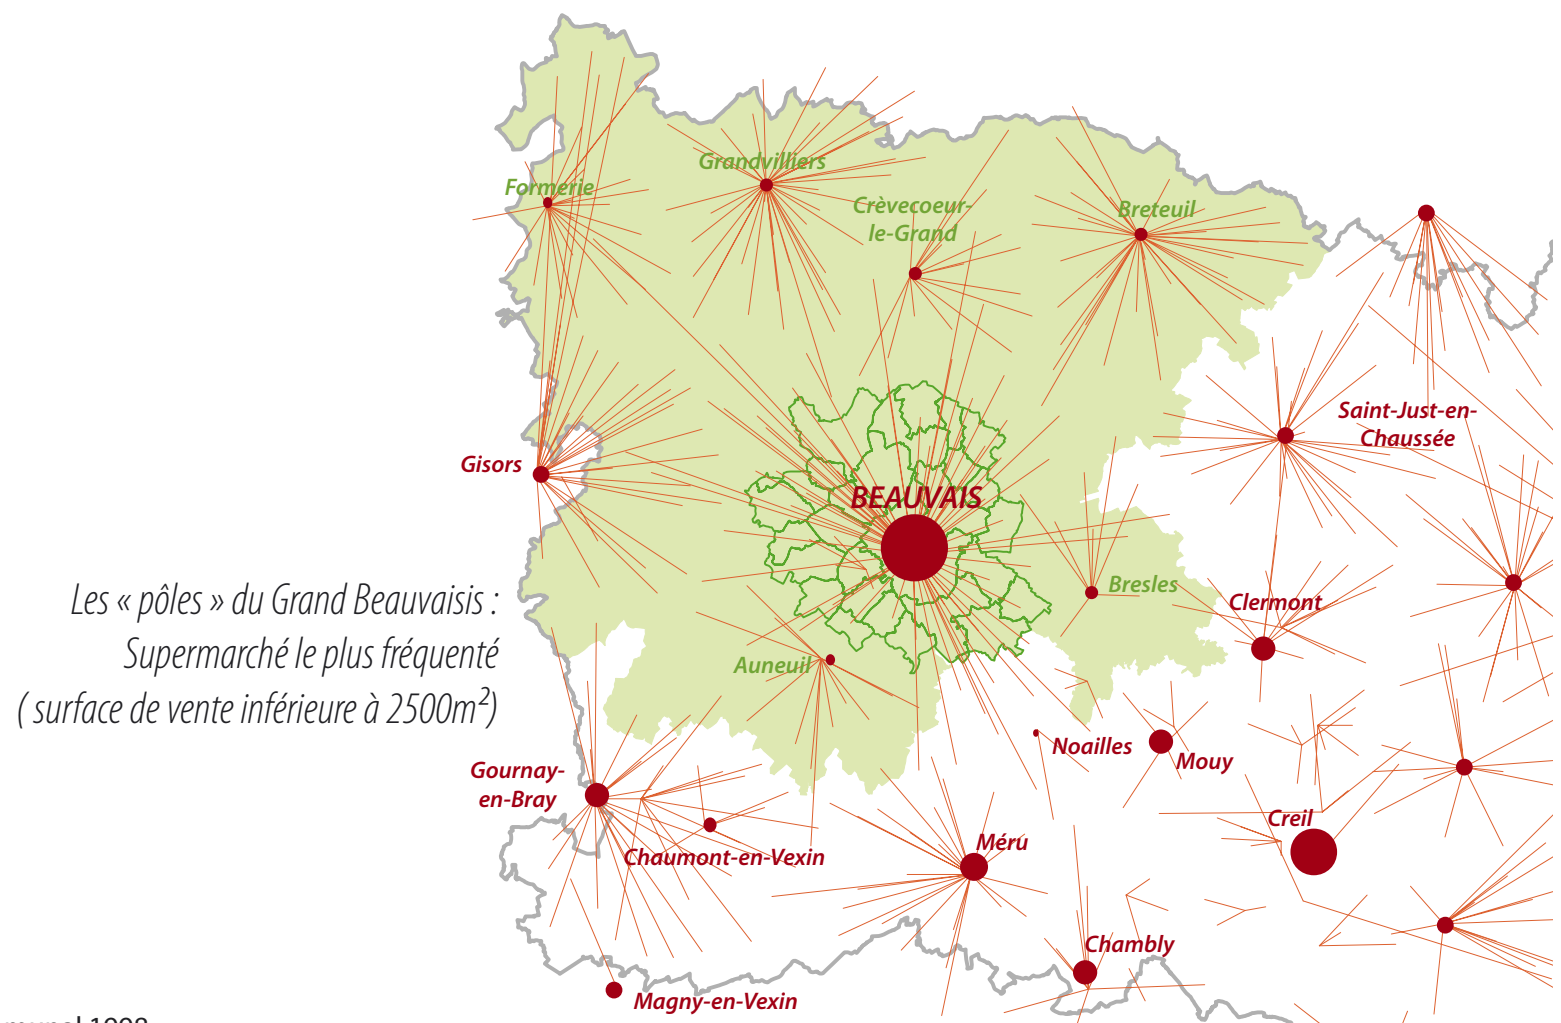 Grandvilliers
Formerie
Crèvecoeur-
le-Grand
Breteuil
Saint-Just-en-
Chaussée
Gisors
BEAUVAIS
Les « pôles » du Grand Beauvaisis :
Supermarché le plus fréquenté
( surface de vente inférieure à 2500m²)
Bresles
Clermont
Auneuil
Noailles
Mouy
Gournay-
en-Bray
Creil
Chaumont-en-Vexin
Méru
Chambly
Magny-en-Vexin